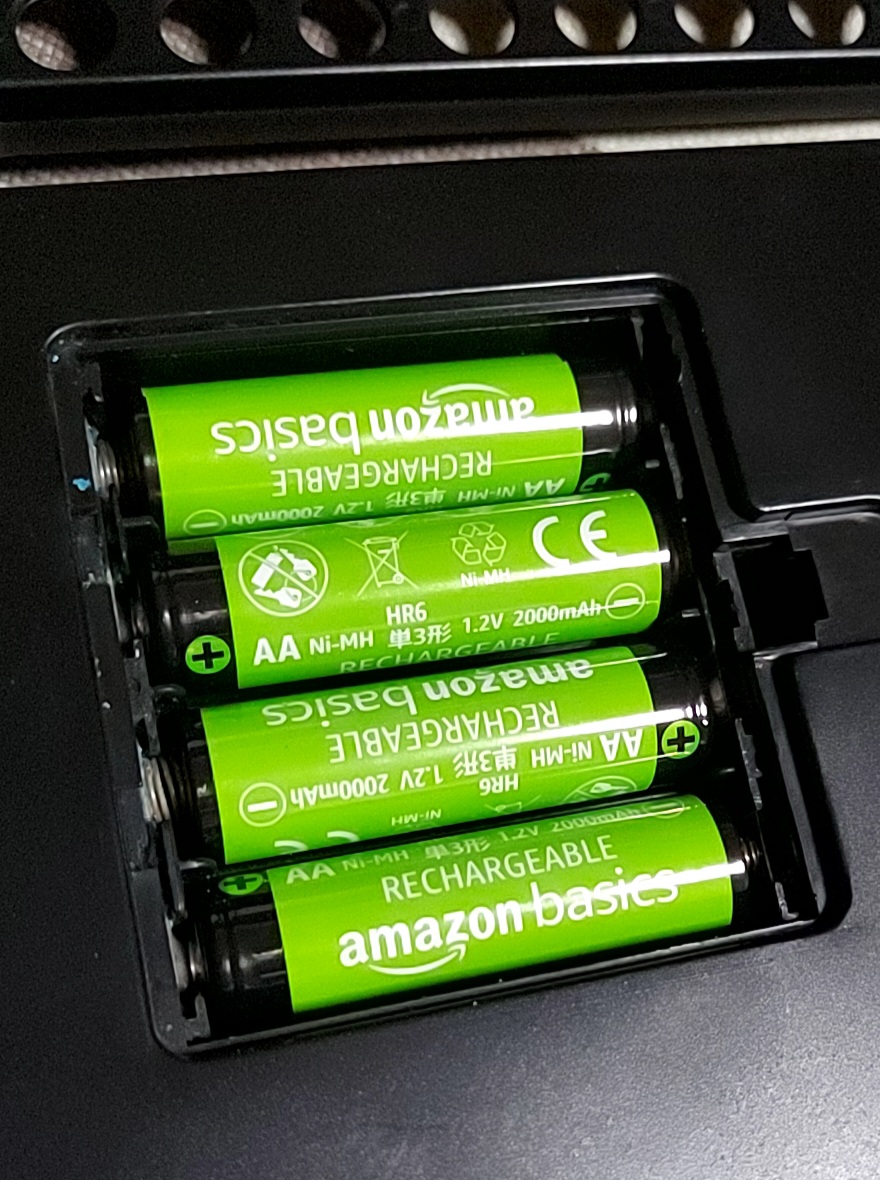 amazon basics
RECHARGEABLE
AA Ni-MH 単3形 1.2V 2000mAh
CE
Ni-MH
HR6
AA Ni-MH 単3形 1.2V 2000mAh
RECHARGEABLE
amazon basics
RECHARGEABLE
AA Ni-MH 単3形 1.2V 2000mAh
HR6
Ni-MH
AA Ni-MH 単3形 1.2V 2000mAh
RECHARGEABLE
amazon basics